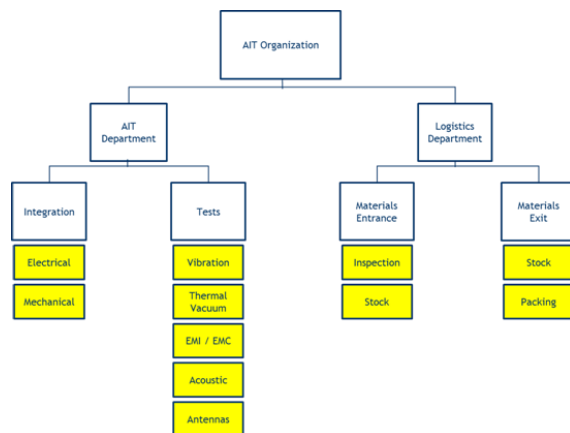 AIT Organization
AIT
Department
Logistics
Department
Integration
Tests
Materials
Entrance
Materials
Exit
Electrical
Vibration
Inspection
Stock
Mechanical
Thermal
Vacuum
Stock
Packing
EMI / EMC
Acoustic
Antennas